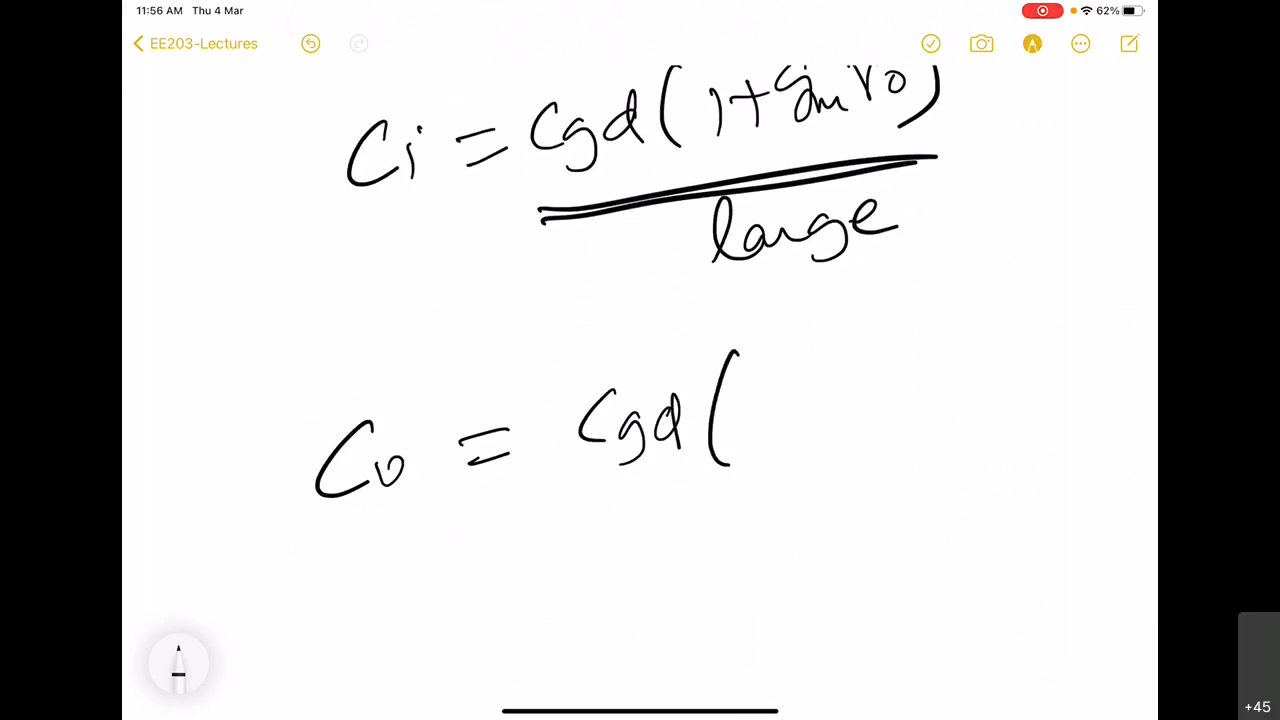 11:56 AM Thu 4 Mar
62%
EE203-Lectures
Ci = Cgd(1+gmro)
large
Co = Cgd(
+45